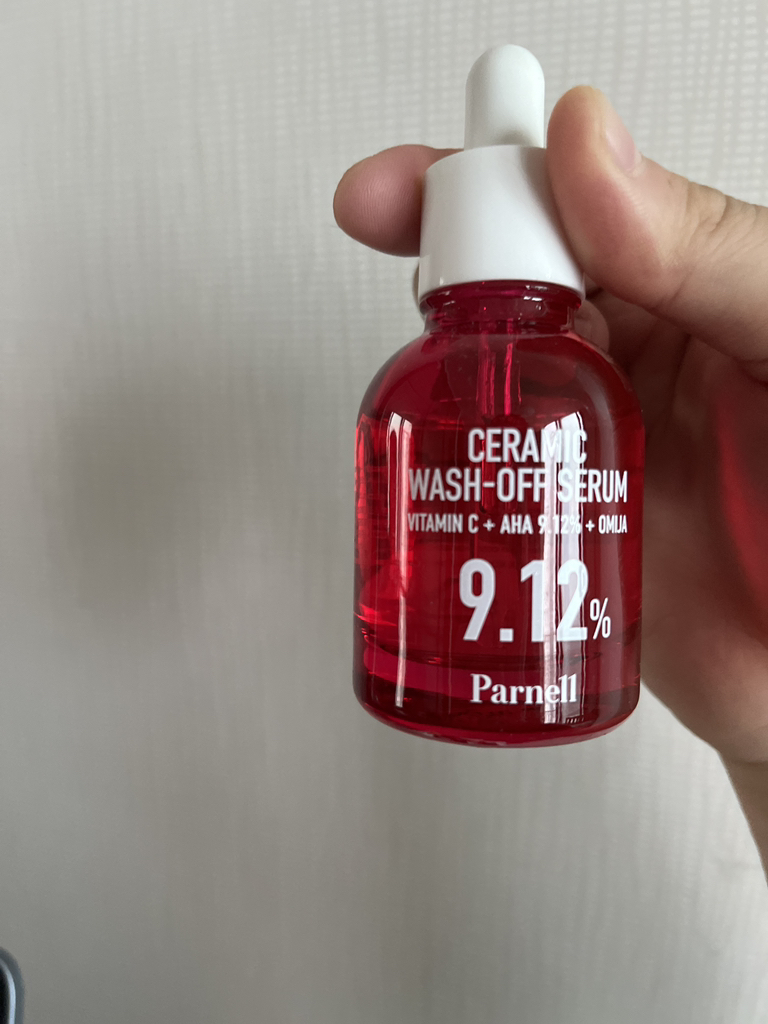 CERAMIC
WASH-OFF SERUM
VITAMIN C + AHA 9.12% + OMIJA
9.12%
Parnell